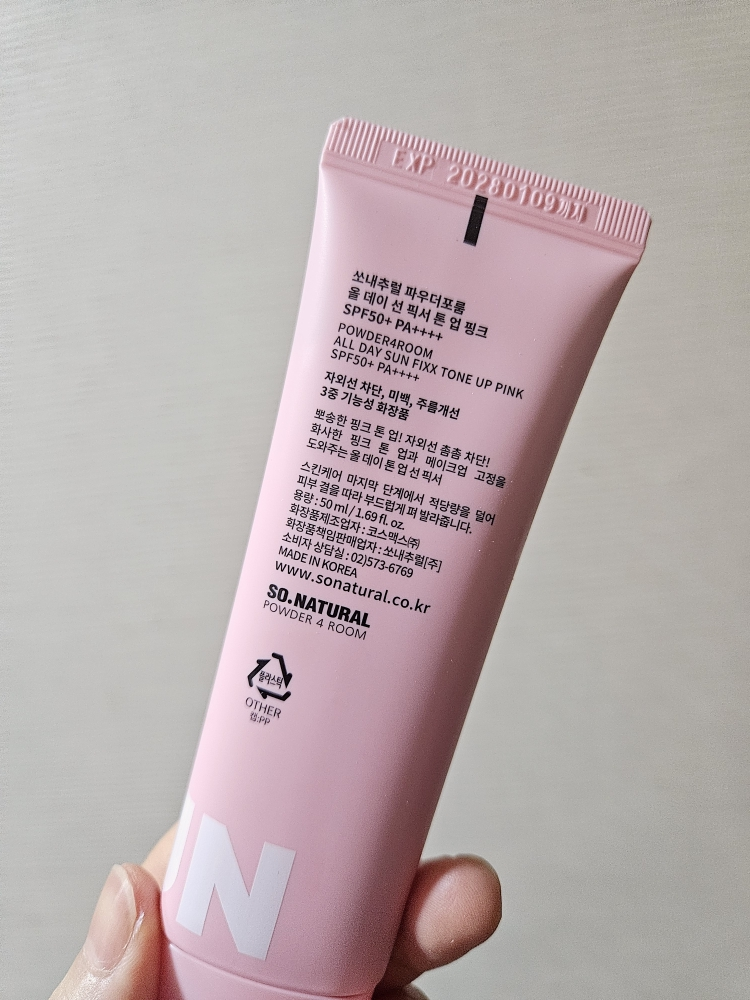 EXP 20280109까지
쏘내추럴 파우더포룸
올 데이 선 픽서 톤 업 핑크
SPF50+ PA++++
POWDER4ROOM
ALL DAY SUN FIXX TONE UP PINK
SPF50+ PA++++
자외선 차단, 미백, 주름개선
3중 기능성 화장품
뽀송한 핑크 톤 업! 자외선 촘촘 차단!
화사한 핑크 톤 업과 메이크업 고정을
도와주는 올 데이 톤 업 선 픽서
스킨케어 마지막 단계에서 적당량을 덜어
피부 결을 따라 부드럽게 펴 발라줍니다.
용량 : 50 ml / 1.69 fl. oz.
화장품제조업자 : 코스맥스㈜
화장품책임판매업자 : 쏘내추럴[주]
소비자 상담실 : 02)573-6769
MADE IN KOREA
www.sonatural.co.kr
SO.NATURAL
POWDER 4 ROOM
플라스틱
OTHER
캡:PP
UN